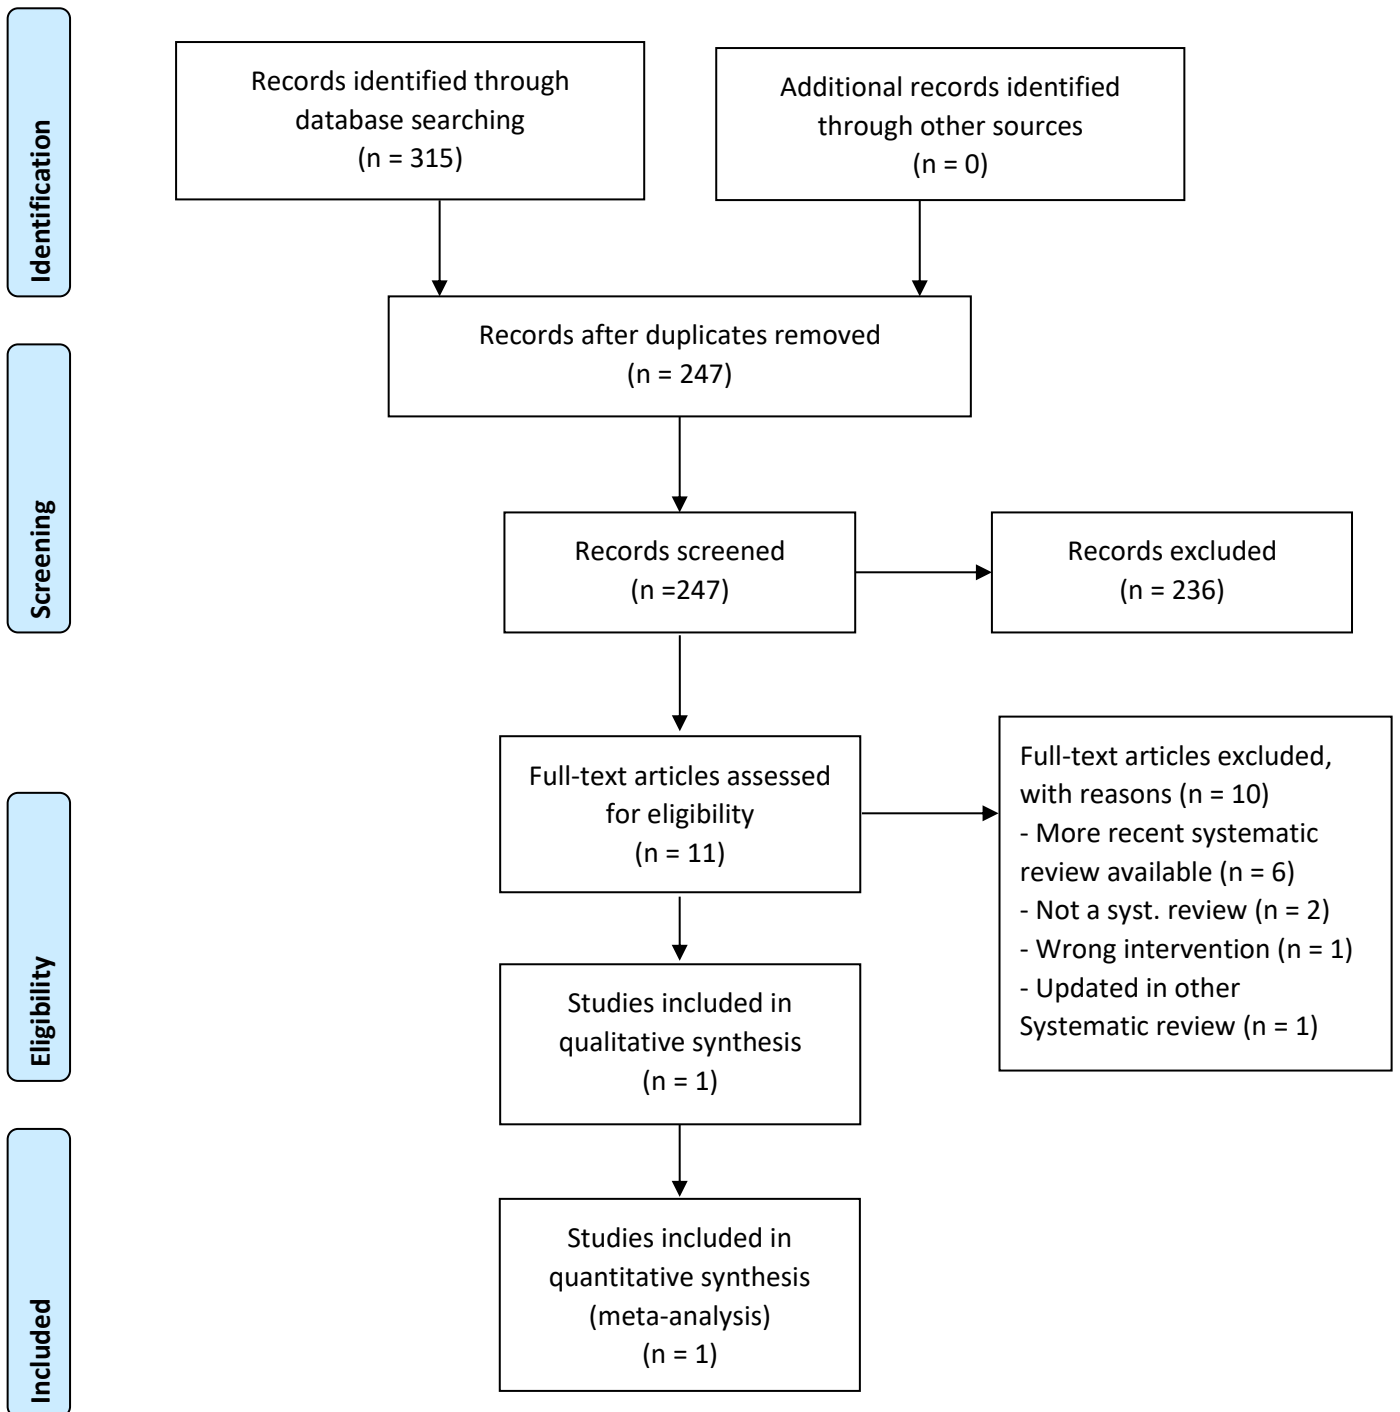 Identification
Records identified through
database searching
(n = 315)
Additional records identified
through other sources
(n = 0)
Records after duplicates removed
(n = 247)
Screening
Records screened
(n =247)
Records excluded
(n = 236)
Eligibility
Full-text articles assessed
for eligibility
(n = 11)
Full-text articles excluded,
with reasons (n = 10)
- More recent systematic
review available (n = 6)
- Not a syst. review (n = 2)
- Wrong intervention (n = 1)
- Updated in other
Systematic review (n = 1)
Studies included in
qualitative synthesis
(n = 1)
Included
Studies included in
quantitative synthesis
(meta-analysis)
(n = 1)